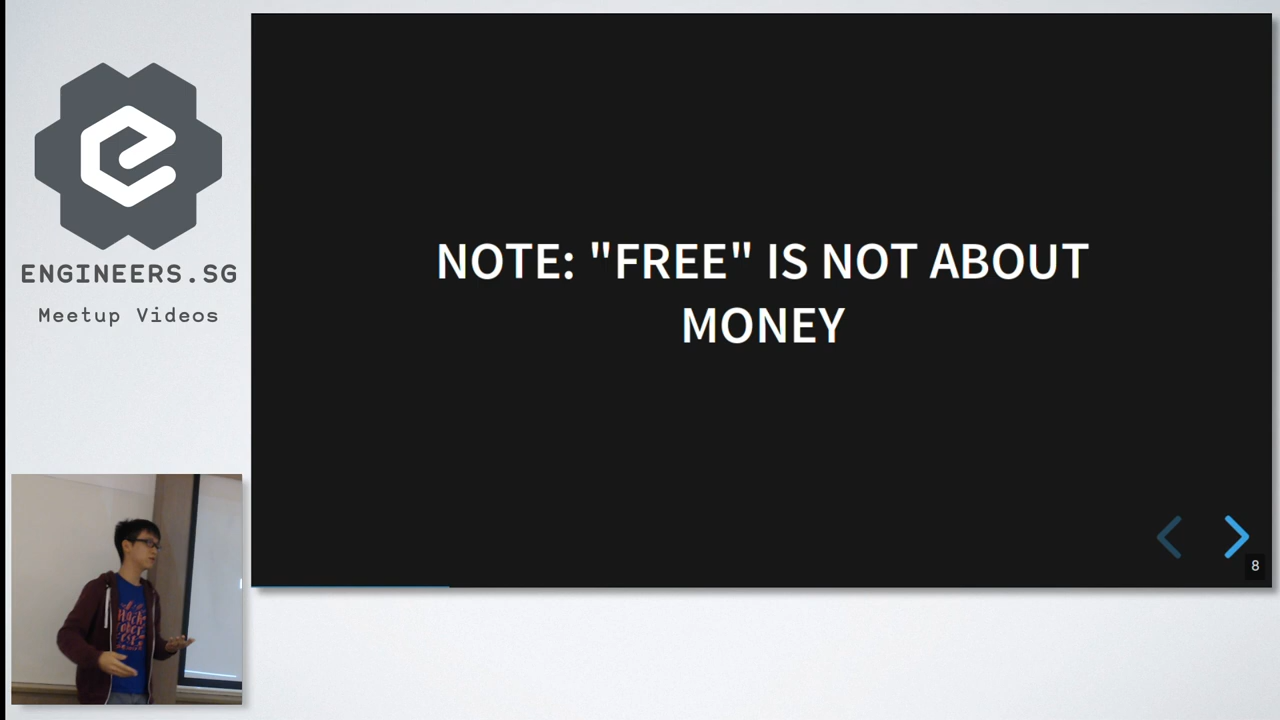 ENGINEERS.SG
Meetup Videos
NOTE: "FREE" IS NOT ABOUT
MONEY
8